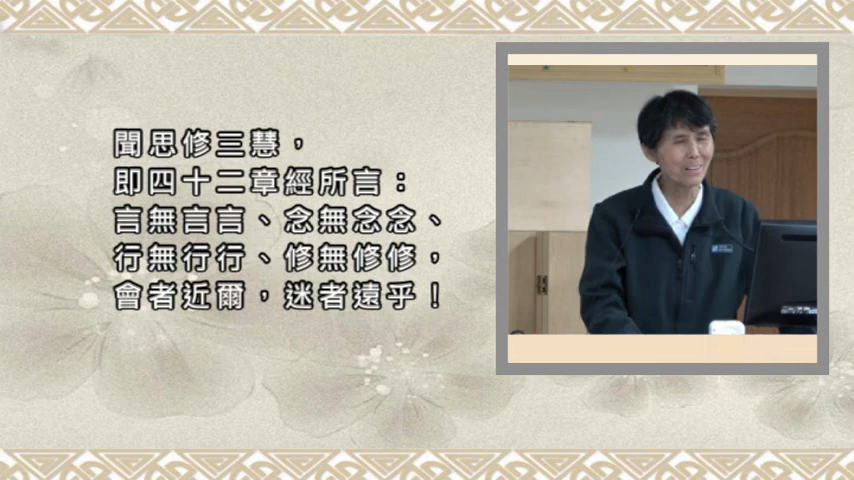 聞思修三慧，
即四十二章經所言：
言無言言、念無念念、
行無行行、修無修修，
會者近爾，迷者遠乎！